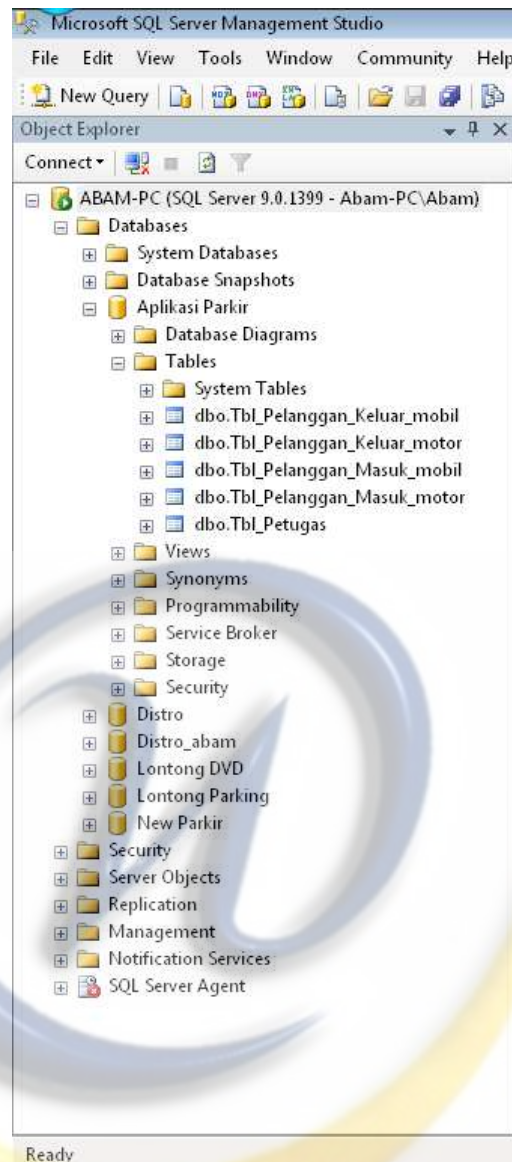 Microsoft SQL Server Management Studio
File Edit View Tools Window Community Help
New Query
Object Explorer
Connect
ABAM-PC (SQL Server 9.0.1399 - Abam-PC\Abam)
Databases
System Databases
Database Snapshots
Aplikasi Parkir
Database Diagrams
Tables
System Tables
dbo.Tbl_Pelanggan_Keluar_mobil
dbo.Tbl_Pelanggan_Keluar_motor
dbo.Tbl_Pelanggan_Masuk_mobil
dbo.Tbl_Pelanggan_Masuk_motor
dbo.Tbl_Petugas
Views
Synonyms
Programmability
Service Broker
Storage
Security
Distro
Distro_abam
Lontong DVD
Lontong Parking
New Parkir
Security
Server Objects
Replication
Management
Notification Services
SQL Server Agent
Ready